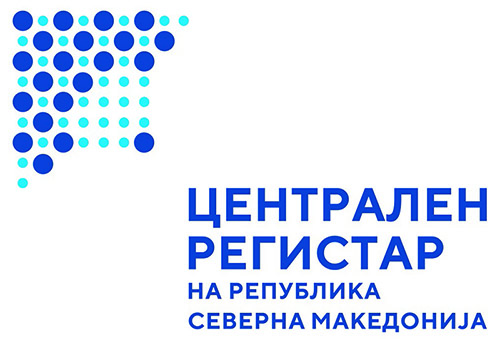 ЦЕНТРАЛЕН
РЕГИСТАР
НА РЕПУБЛИКА
СЕВЕРНА МАКЕДОНИЈА